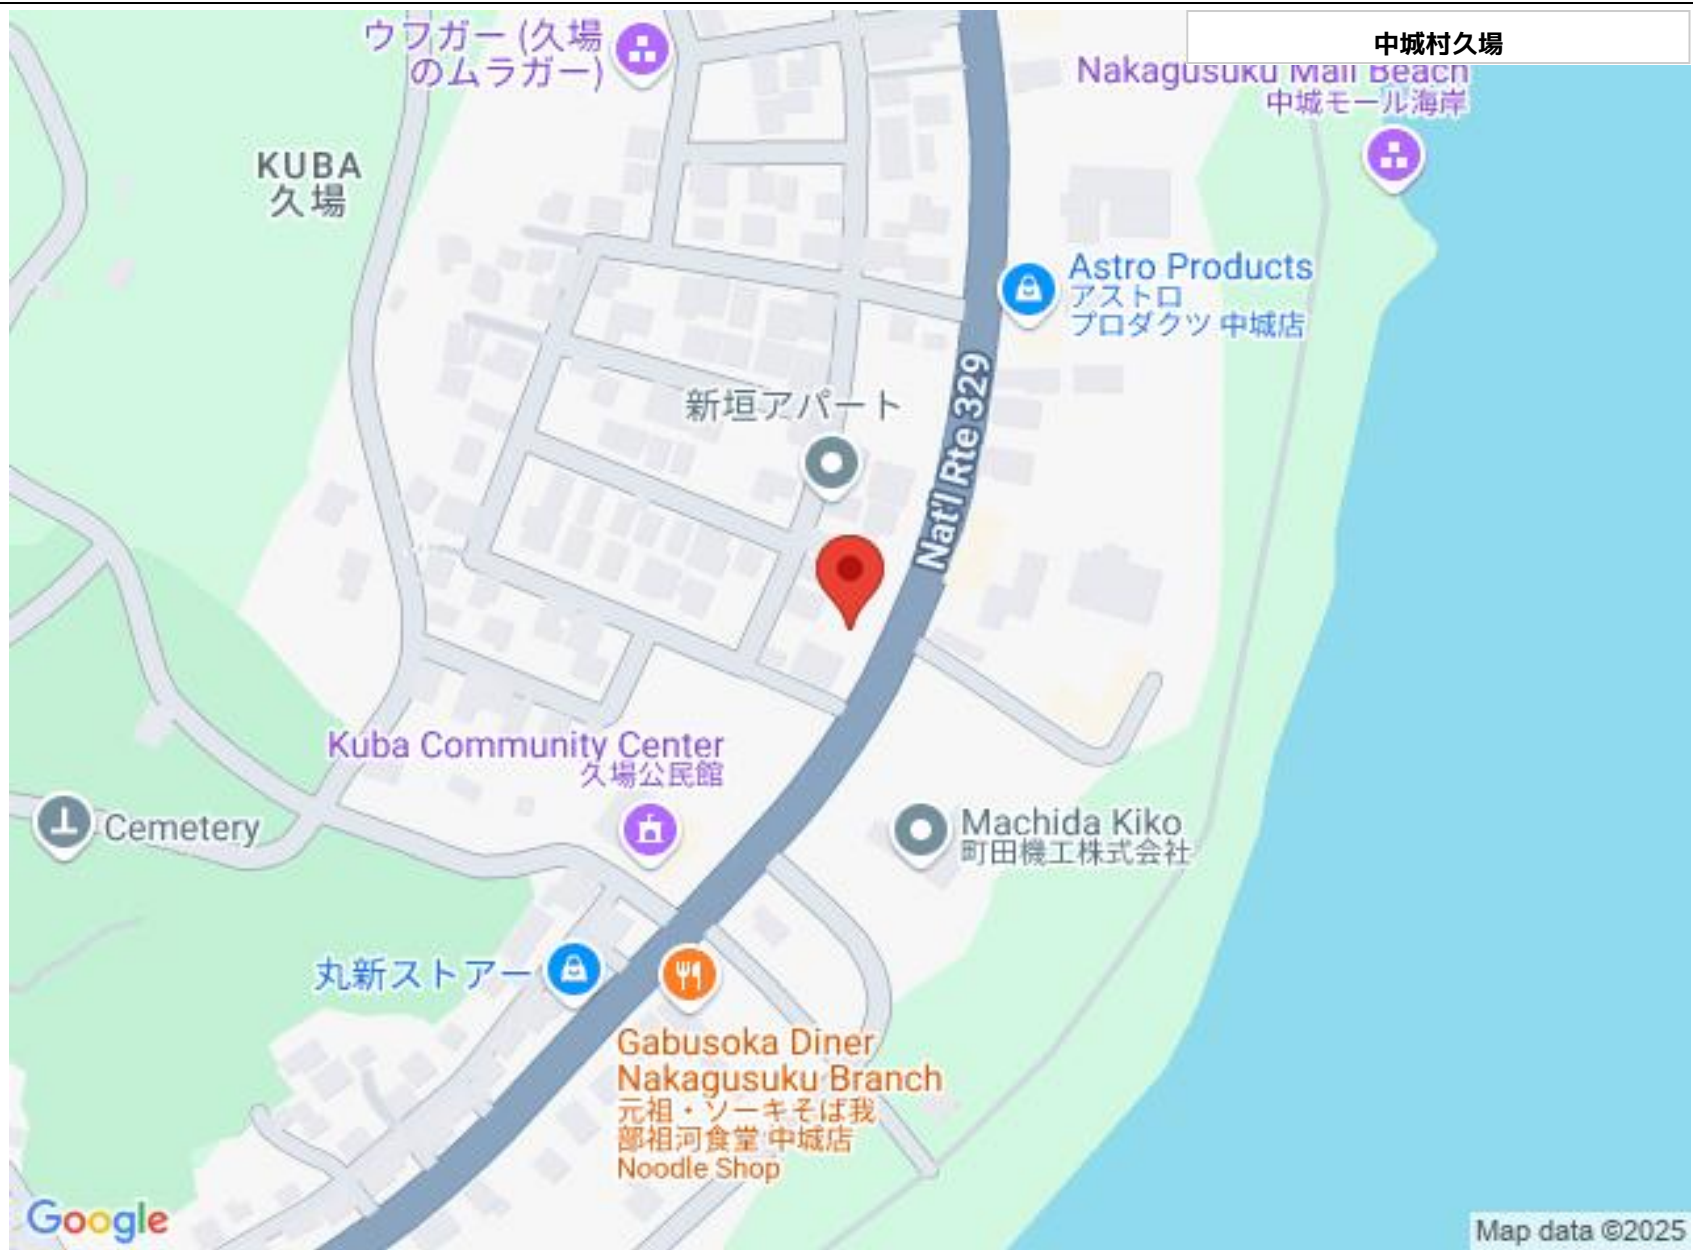 中城村久場
ウフガー (久場
のムラガー)
Nakagusuku Mall Beach
中城モール海岸
KUBA
久場
Astro Products
アストロ
プロダクツ 中城店
新垣アパート
Nat'l Rte 329
Kuba Community Center
久場公民館
Cemetery
Machida Kiko
町田機工株式会社
丸新ストアー
Gabusoka Diner
Nakagusuku Branch
元祖・ソーキそば我
部祖河食堂 中城店
Noodle Shop
Google
Map data ©2025